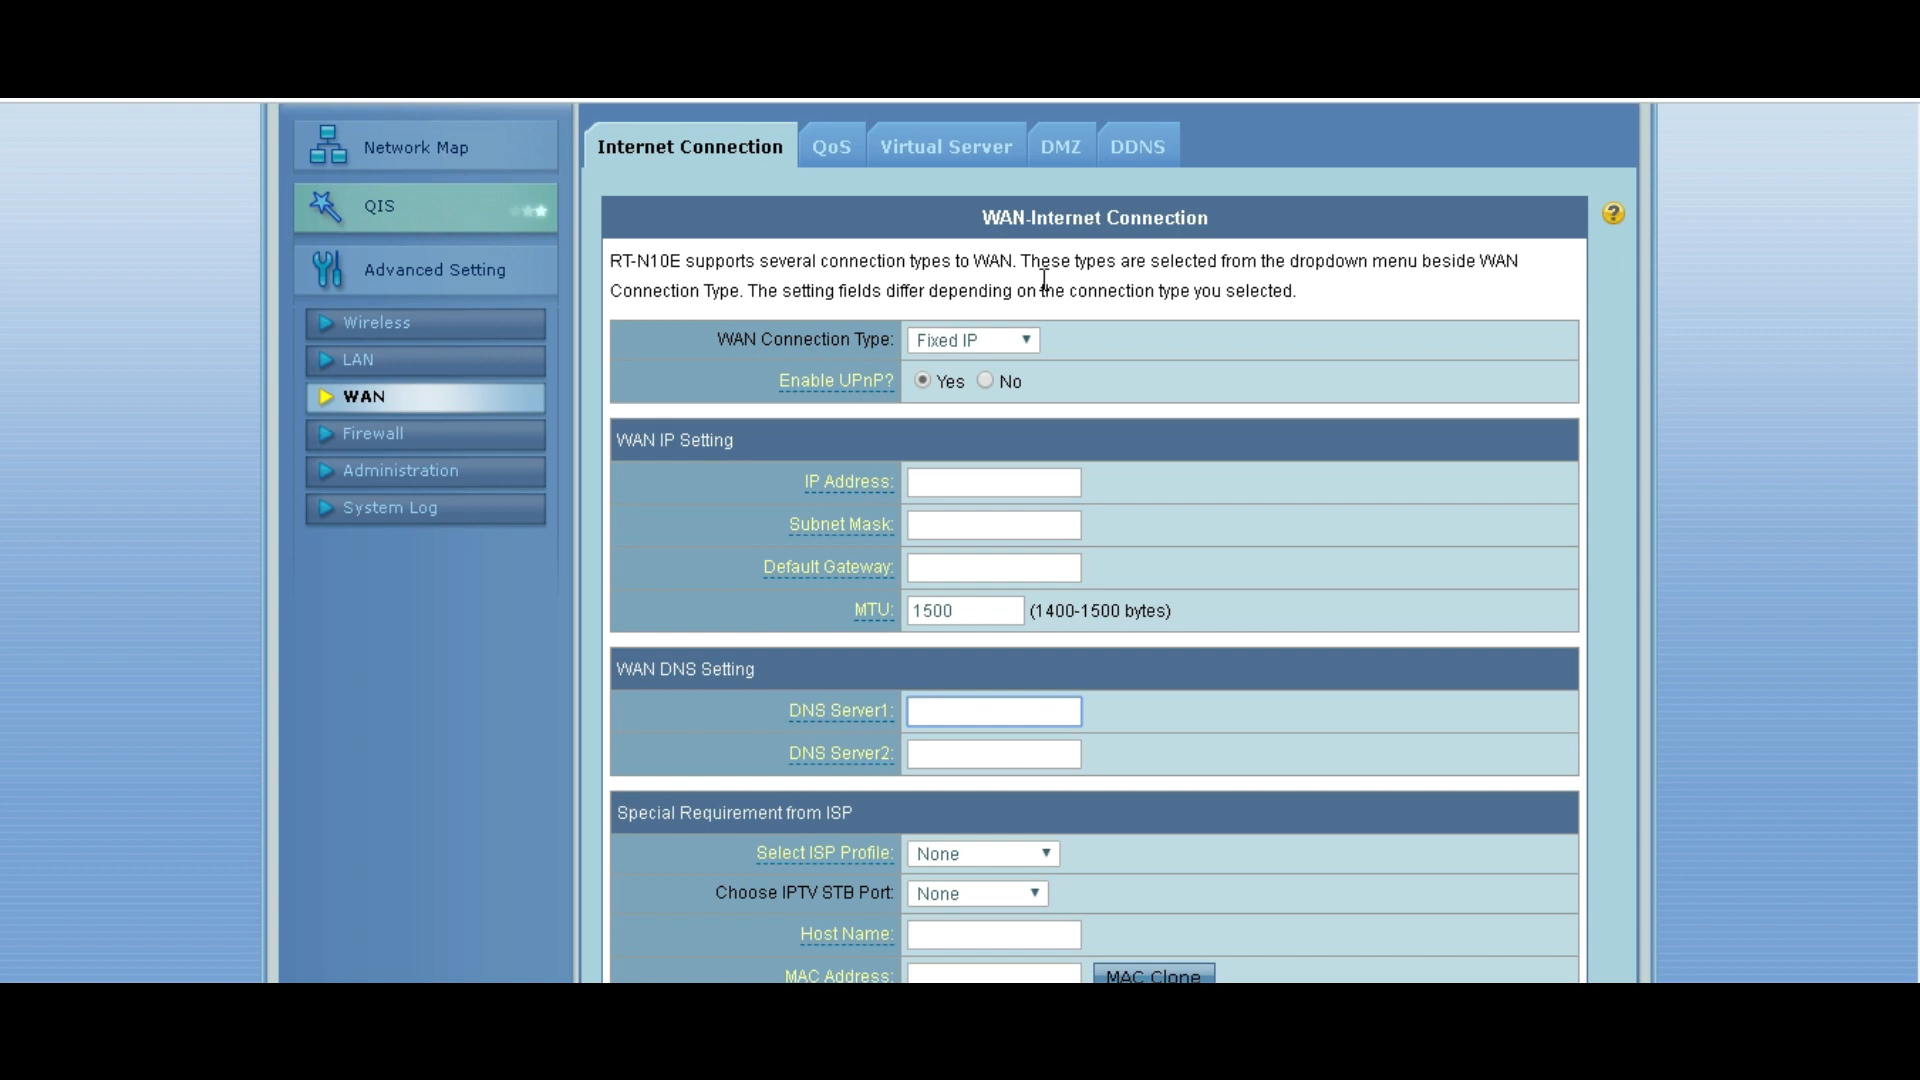 Network Map
QIS
Advanced Setting
Wireless
LAN
WAN
Firewall
Administration
System Log
Internet Connection
QoS
Virtual Server
DMZ
DDNS
WAN-Internet Connection
?
RT-N10E supports several connection types to WAN. These types are selected from the dropdown menu beside WAN
Connection Type. The setting fields differ depending on the connection type you selected.
WAN Connection Type: Fixed IP
Enable UPnP? Yes No
WAN IP Setting
IP Address:
Subnet Mask:
Default Gateway:
MTU: 1500 (1400-1500 bytes)
WAN DNS Setting
DNS Server1:
DNS Server2:
Special Requirement from ISP
Select ISP Profile: None
Choose IPTV STB Port: None
Host Name:
MAC Address: MAC Clone